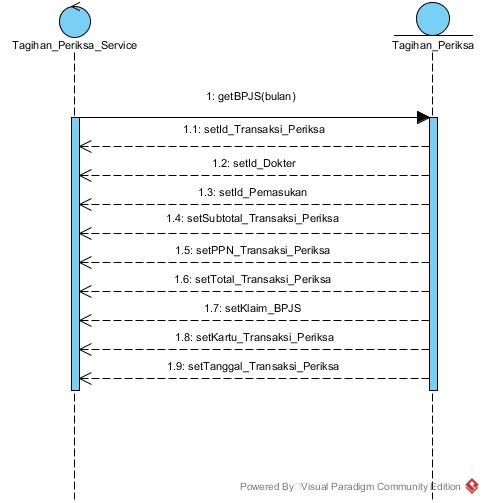 Tagihan_Periksa_Service
Tagihan_Periksa
1: getBPJS(bulan)
1.1: setId_Transaksi_Periksa
1.2: setId_Dokter
1.3: setId_Pemasukan
1.4: setSubtotal_Transaksi_Periksa
1.5: setPPN_Transaksi_Periksa
1.6: setTotal_Transaksi_Periksa
1.7: setKlaim_BPJS
1.8: setKartu_Transaksi_Periksa
1.9: setTanggal_Transaksi_Periksa
Powered By Visual Paradigm Community Edition